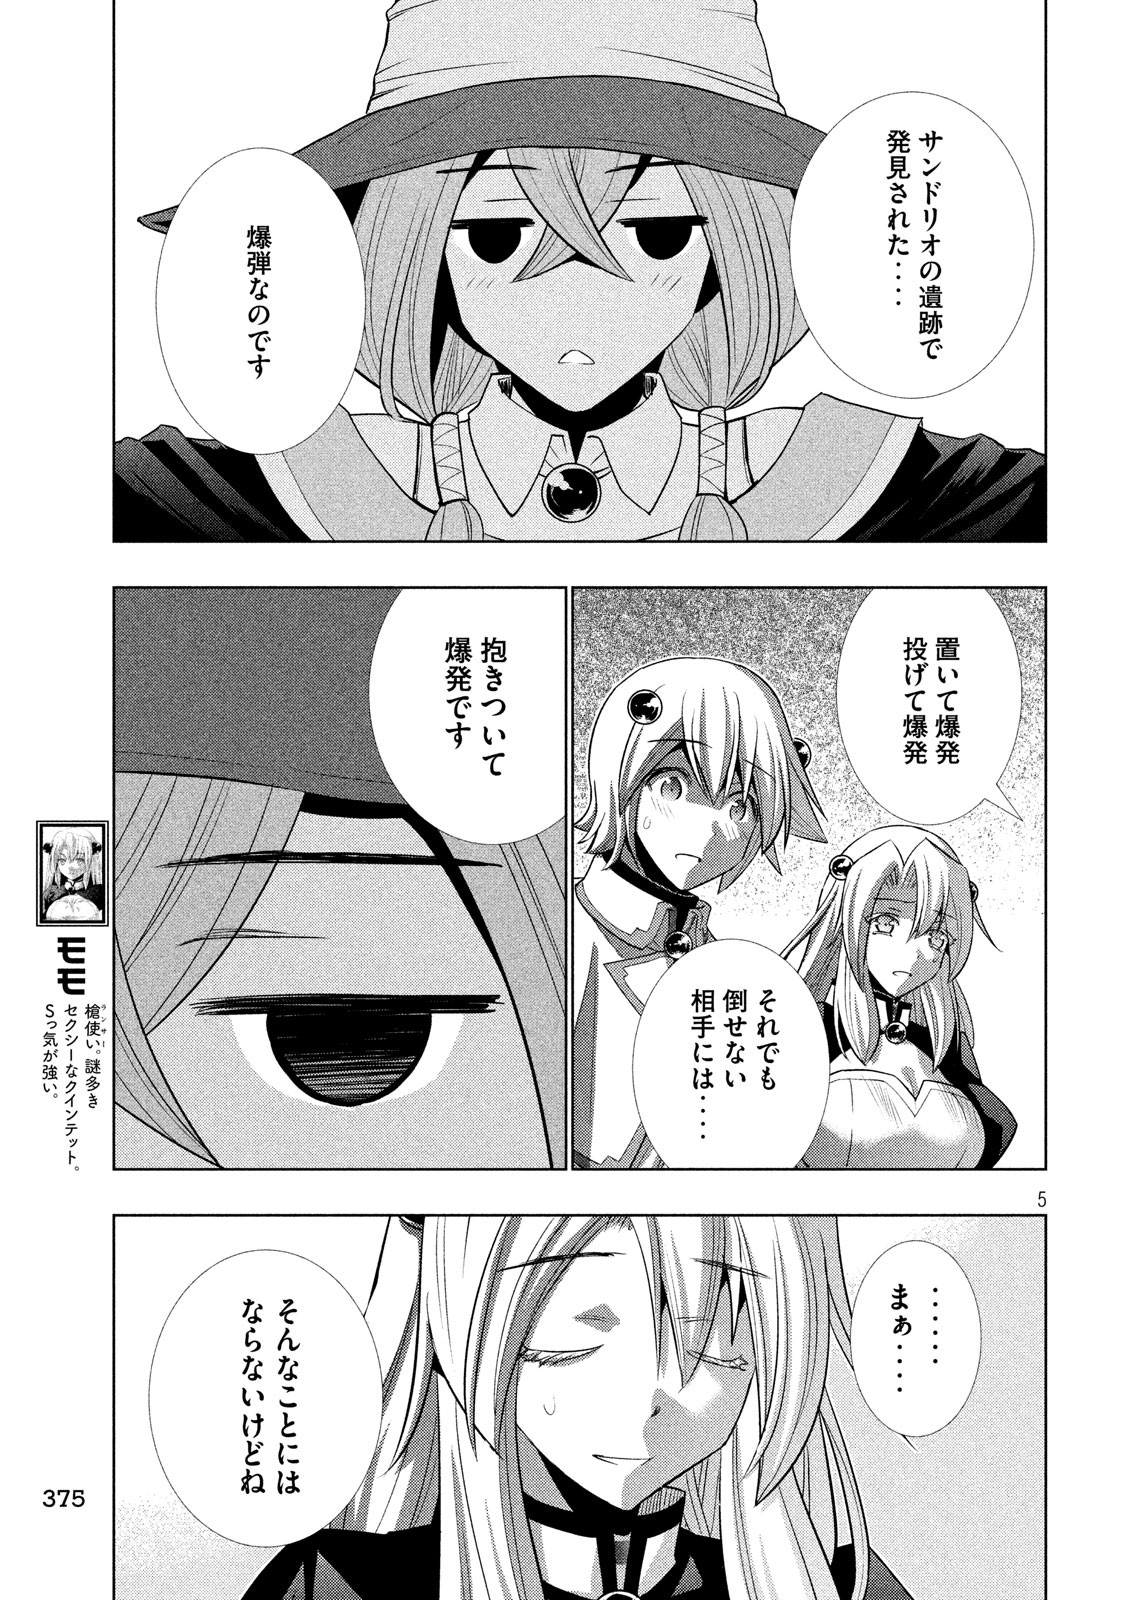 サンドリオの遺跡で
発見された‥‥
爆弾なのです
置いて爆発
投げて爆発
それでも
倒せない
相手には‥‥
抱きついて
爆発です
モモ
槍使い。謎多き
ランサー
セクシーなクインテット。
Sっ気が強い。
5
‥‥‥
まぁ‥‥
そんなことには
ならないけどね
375